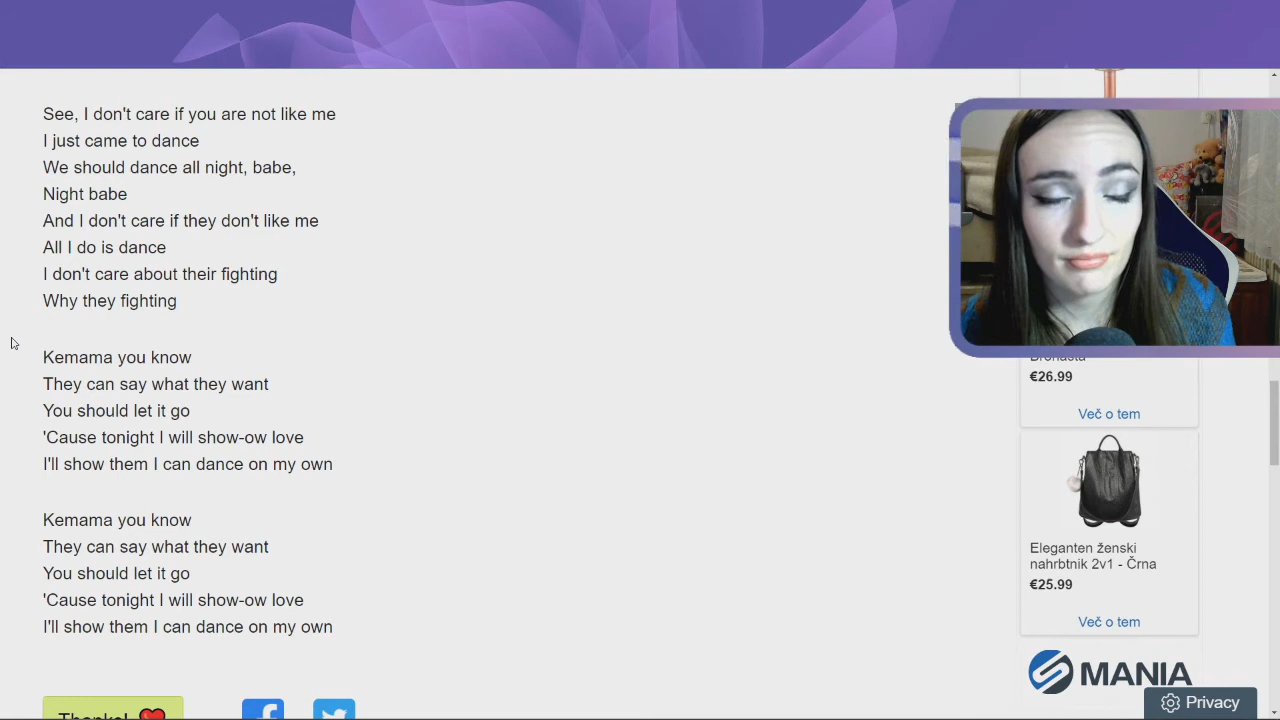 See, I don't care if you are not like me
I just came to dance
We should dance all night, babe,
Night babe
And I don't care if they don't like me
All I do is dance
I don't care about their fighting
Why they fighting
Kemama you know
They can say what they want
You should let it go
'Cause tonight I will show-ow love
I'll show them I can dance on my own
Kemama you know
They can say what they want
You should let it go
'Cause tonight I will show-ow love
I'll show them I can dance on my own
Thanks!
€26.99
Več o tem
Eleganten ženski
nahrbtnik 2v1 - Črna
€25.99
Več o tem
MANIA
Privacy